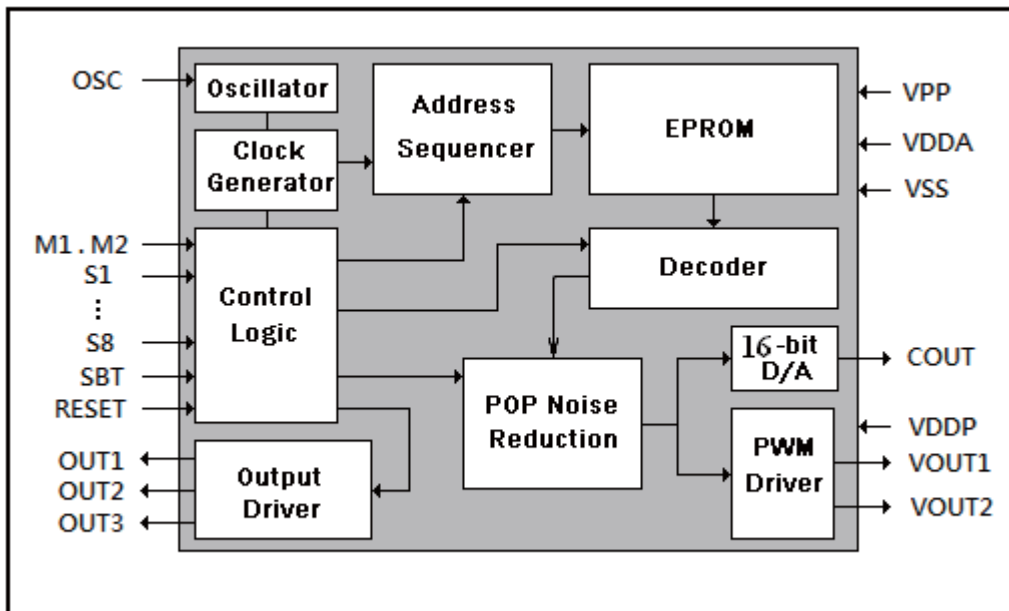 OSC
Oscillator
Clock
Generator
Address
Sequencer
EPROM
VPP
VDDA
VSS
M1 . M2
S1
⋮
S8
SBT
RESET
Control
Logic
Decoder
POP Noise
Reduction
16-bit
D/A
COUT
VDDP
PWM
Driver
VOUT1
VOUT2
Output
Driver
OUT1
OUT2
OUT3